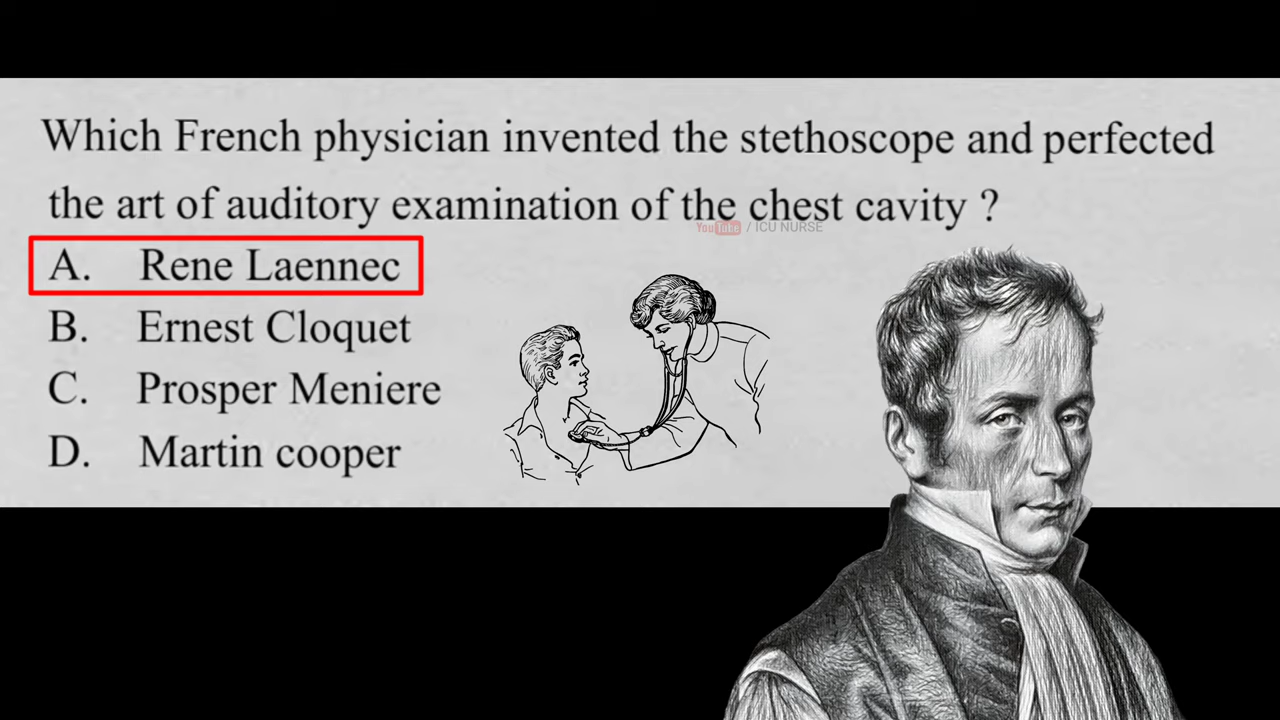 Which French physician invented the stethoscope and perfected
the art of auditory examination of the chest cavity ?
YouTube / ICU NURSE
A. Rene Laennec
B. Ernest Cloquet
C. Prosper Meniere
D. Martin cooper